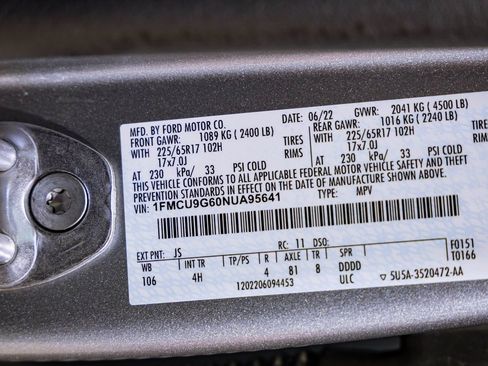 MFD. BY FORD MOTOR CO. DATE: 06/22 GVWR: 2041 KG ( 4500 LB)
FRONT GAWR: 1089 KG ( 2400 LB) REAR GAWR: 1016 KG ( 2240 LB)
WITH 225/65R17 102H TIRES WITH 225/65R17 102H TIRES
17x7.0J RIMS 17x7.0J RIMS
AT 230 kPa/ 33 PSI COLD AT 230 kPa/ 33 PSI COLD
THIS VEHICLE CONFORMS TO ALL APPLICABLE FEDERAL MOTOR VEHICLE SAFETY AND THEFT
PREVENTION STANDARDS IN EFFECT ON THE DATE OF MANUFACTURE SHOWN ABOVE.
VIN: 1FMCU9G60NUA95641 TYPE: MPV
EXT PNT: JS RC: 11 DSO: F0151
WB INT TR TP/PS R AXLE TR SPR T0166
106 4H 4 81 8 DDDD
1202206094453 ULC ▽ 5U5A-3520472-AA